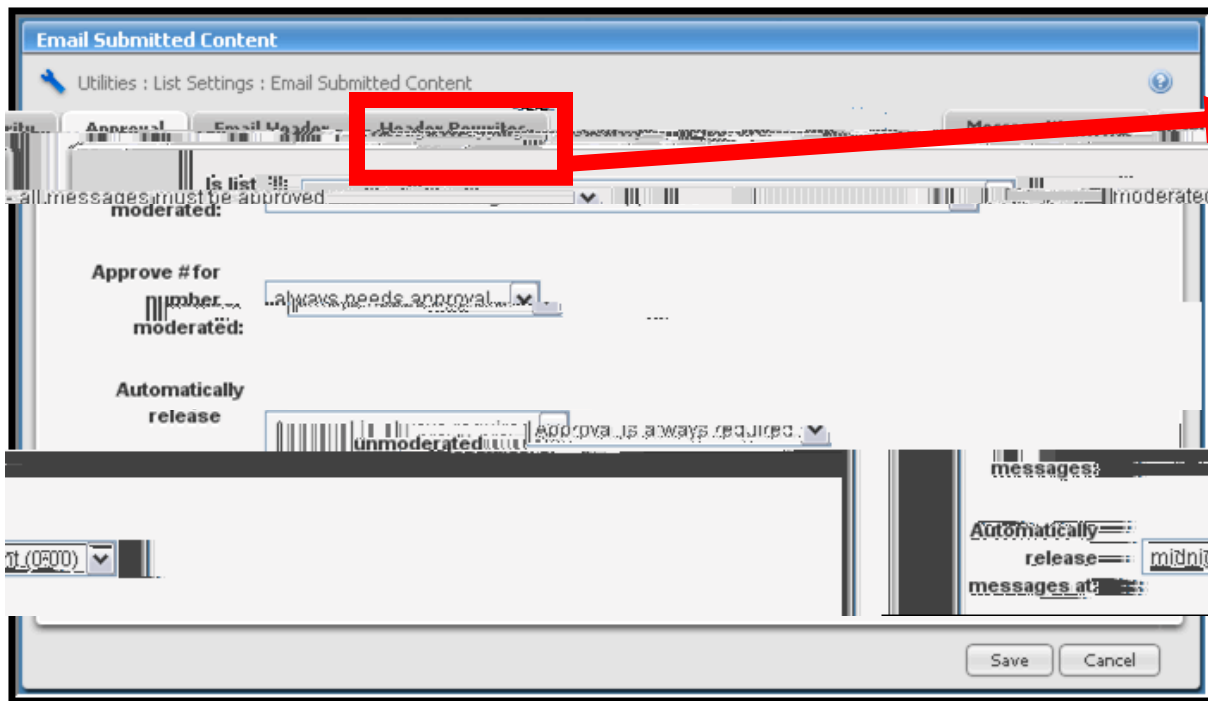 Email Submitted Content
Utilities : List Settings : Email Submitted Content
Approval Email Header Header Rewrites
Is list
- all messages must be approved
moderated:
moderated
Approve # for
number
always needs approval
moderated:
Automatically
release
unmoderated
Approval is always required
messages
Automatically
release
messages at
(0:00)
Save Cancel